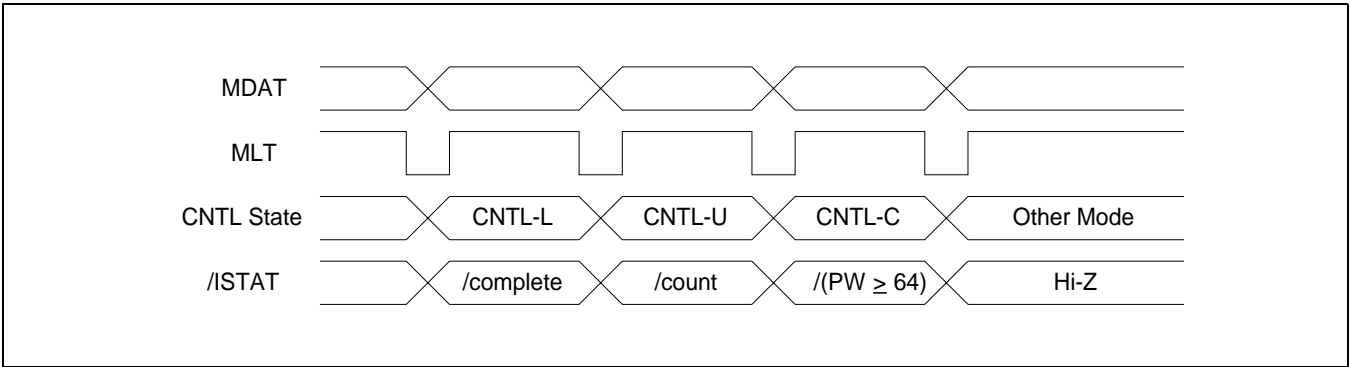 MDAT
MLT
CNTL State CNTL-L CNTL-U CNTL-C Other Mode
/ISTAT /complete /count /(PW ≥ 64) Hi-Z